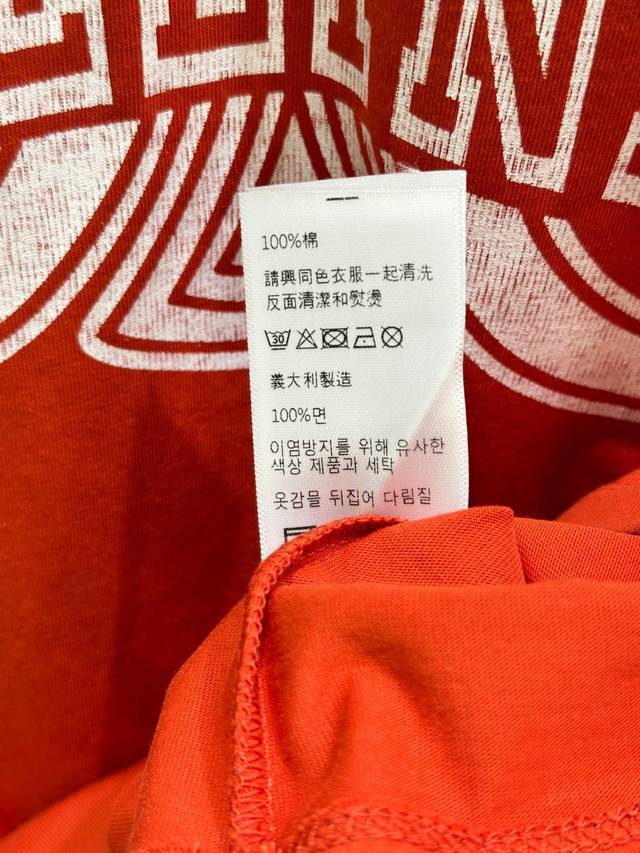 100%棉
請興同色衣服一起清洗
反面清潔和熨燙
30
義大利製造
100%면
이염방지를 위해 유사한
색상 제품과 세탁
옷감믈 뒤집어 다림질